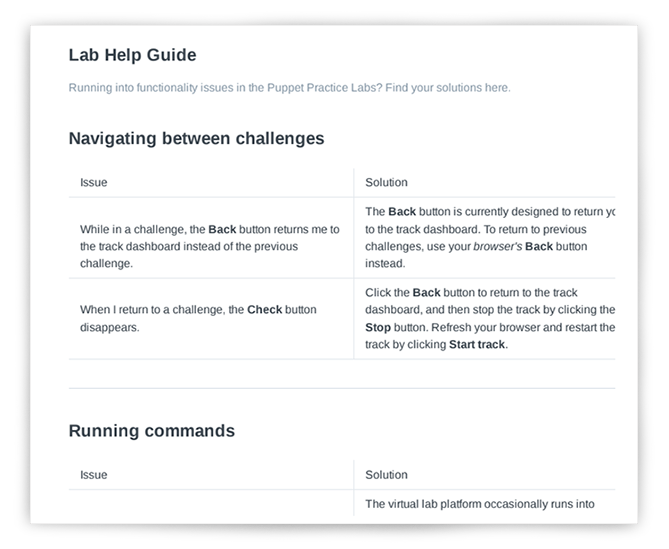 Lab Help Guide
Running into functionality issues in the Puppet Practice Labs? Find your solutions here.
Navigating between challenges
Issue
Solution
While in a challenge, the Back button returns me to
the track dashboard instead of the previous
challenge.
The Back button is currently designed to return yo
to the track dashboard. To return to previous
challenges, use your browser's Back button
instead.
When I return to a challenge, the Check button
disappears.
Click the Back button to return to the track
dashboard, and then stop the track by clicking the
Stop button. Refresh your browser and restart the
track by clicking Start track.
Running commands
Issue
Solution
The virtual lab platform occasionally runs into